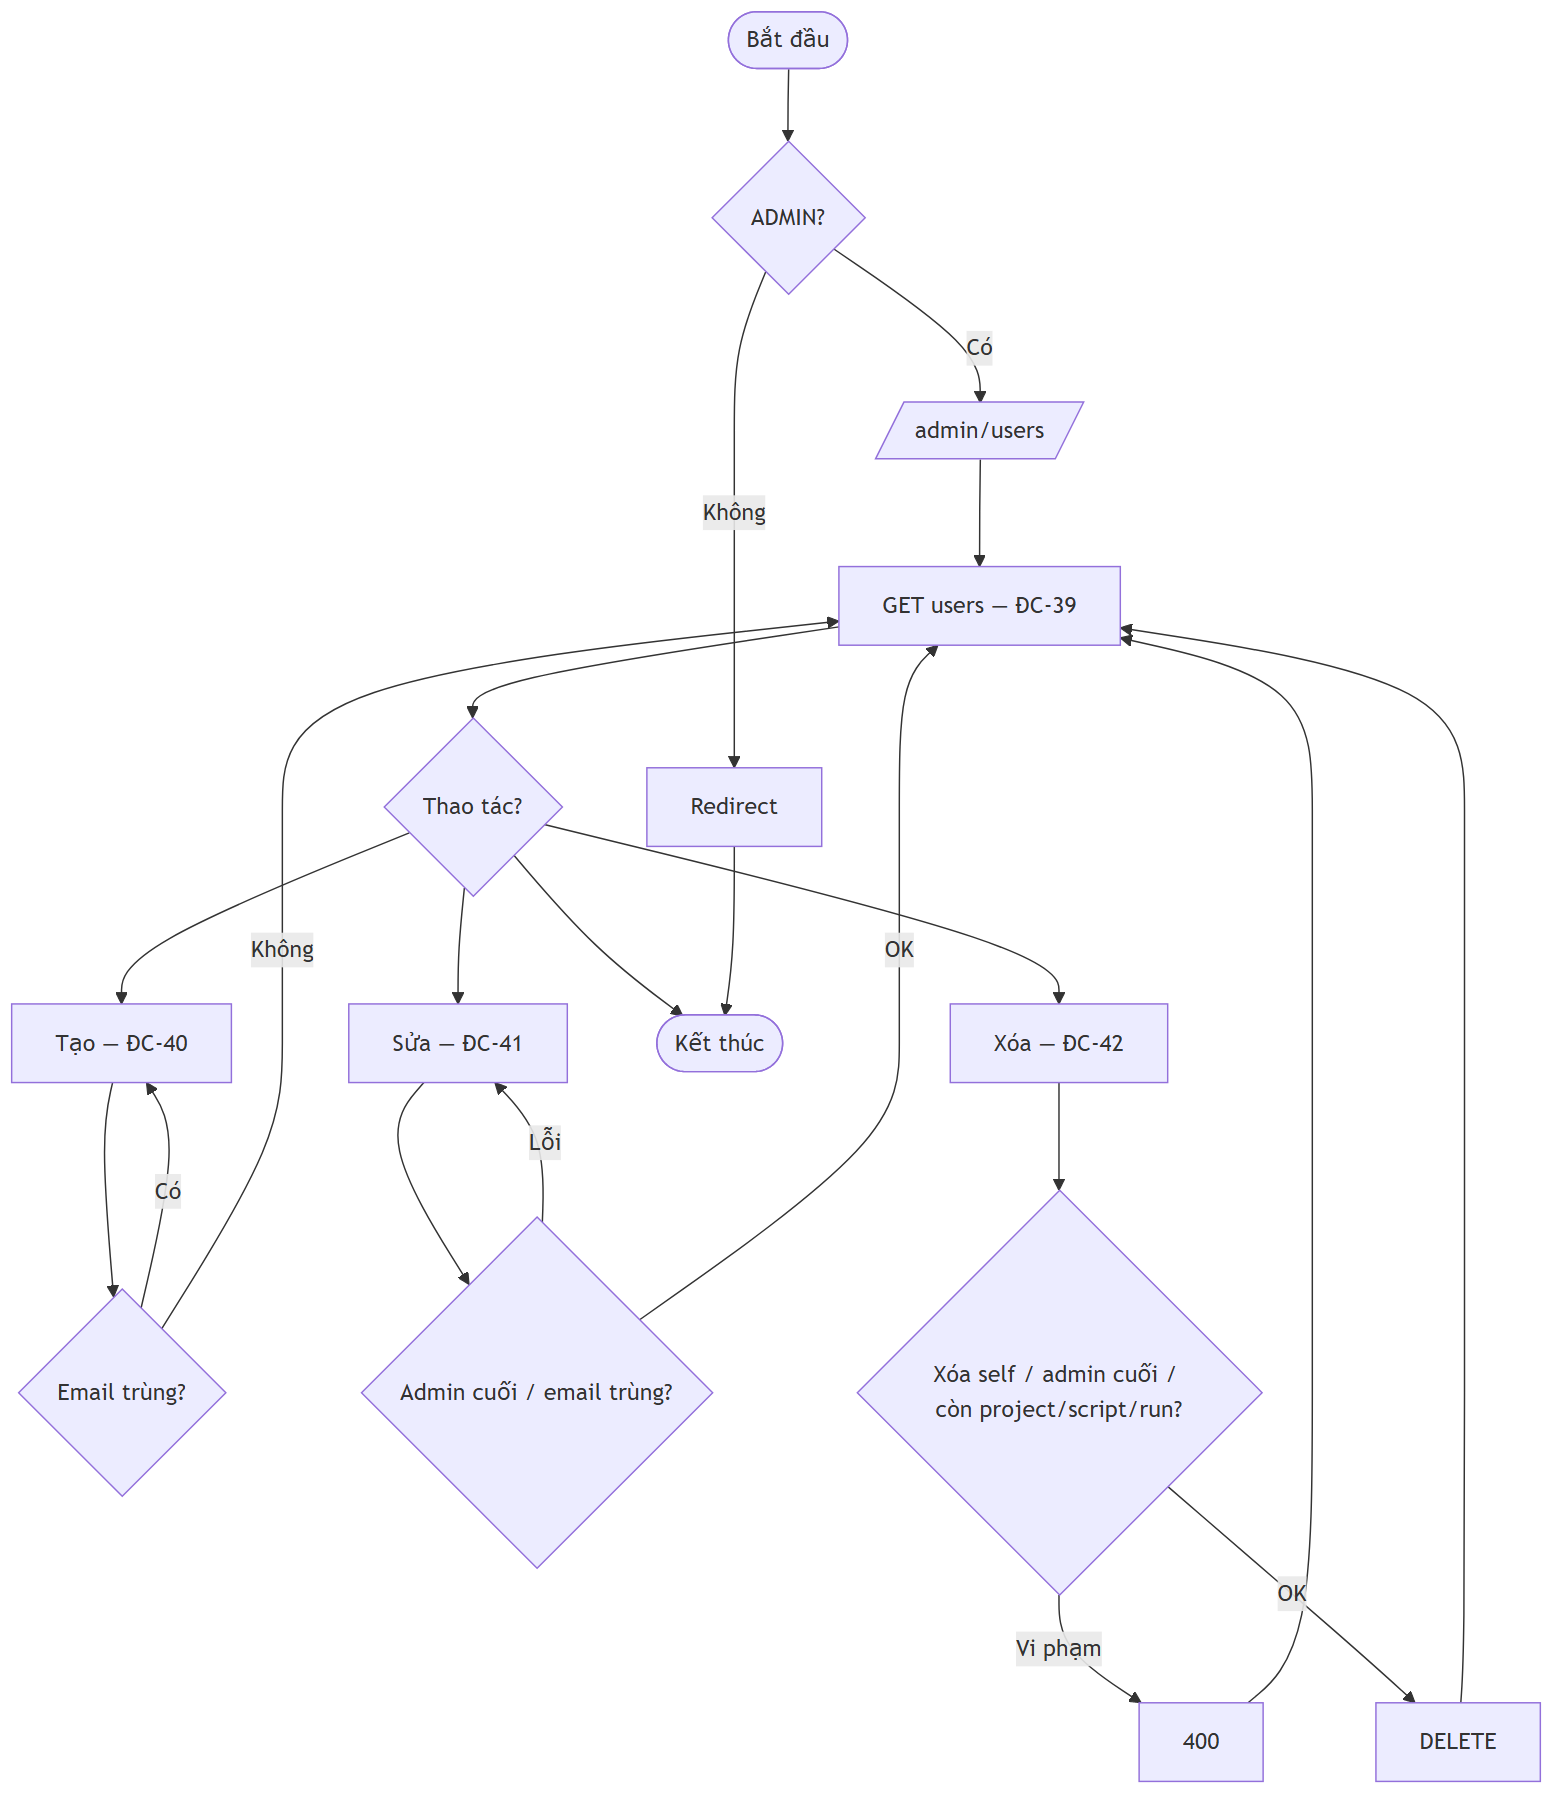 Bắt đầu
ADMIN?
Có
admin/users
Không
GET users — ĐC-39
Thao tác?
Redirect
Không
OK
Tạo — ĐC-40
Sửa — ĐC-41
Kết thúc
Xóa — ĐC-42
Lỗi
Có
Email trùng?
Admin cuối / email trùng?
Xóa self / admin cuối /
còn project/script/run?
OK
Vi phạm
400
DELETE